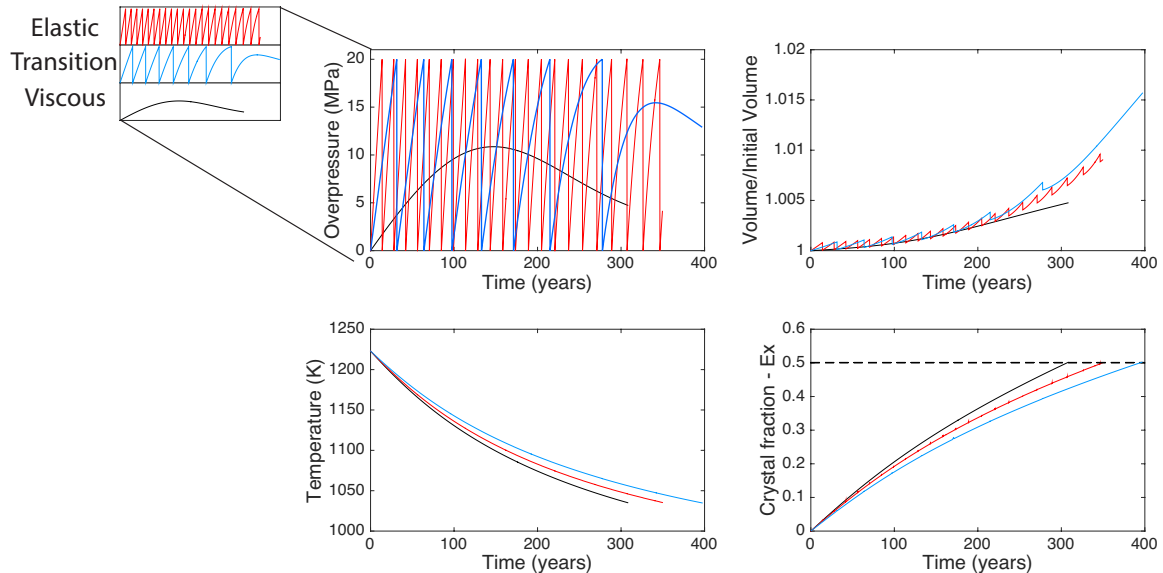 Elastic
Transition
Viscous
20
15
10
5
0
Overpressure (MPa)
0 100 200 300 400
Time (years)
1.02
1.015
1.01
1.005
1
Volume/Initial Volume
0 100 200 300 400
Time (years)
1250
1200
1150
1100
1050
1000
Temperature (K)
0 100 200 300 400
Time (years)
0.6
0.5
0.4
0.3
0.2
0.1
0
Crystal fraction - Ex
0 100 200 300 400
Time (years)